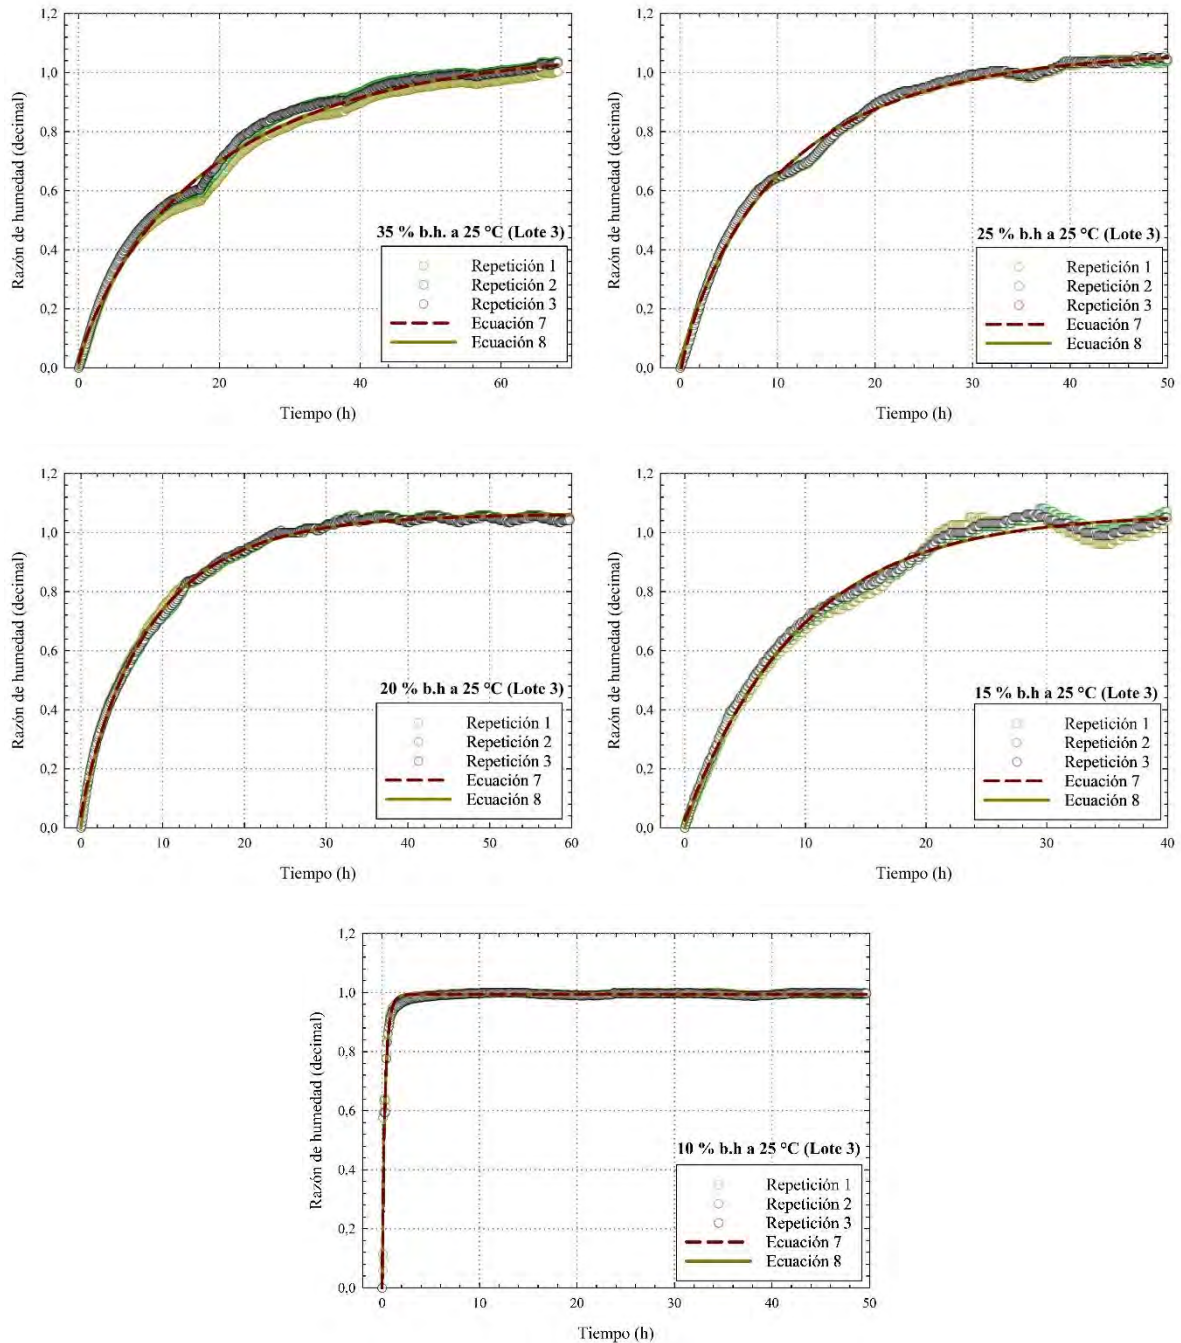 1,2
1,0
0,8
0,6
0,4
0,2
0,0
Razón de humedad (decimal)
35 % b.h. a 25 °C (Lote 3)
Repetición 1
Repetición 2
Repetición 3
Ecuación 7
Ecuación 8
0 20 40 60
Tiempo (h)
1,2
1,0
0,8
0,6
0,4
0,2
0,0
Razón de humedad (decimal)
25 % b.h a 25 °C (Lote 3)
Repetición 1
Repetición 2
Repetición 3
Ecuación 7
Ecuación 8
0 10 20 30 40 50
Tiempo (h)
1,2
1,0
0,8
0,6
0,4
0,2
0,0
Razón de humedad (decimal)
20 % b.h a 25 °C (Lote 3)
Repetición 1
Repetición 2
Repetición 3
Ecuación 7
Ecuación 8
0 10 20 30 40 50 60
Tiempo (h)
1,2
1,0
0,8
0,6
0,4
0,2
0,0
Razón de humedad (decimal)
15 % b.h a 25 °C (Lote 3)
Repetición 1
Repetición 2
Repetición 3
Ecuación 7
Ecuación 8
0 10 20 30 40
Tiempo (h)
1,2
1,0
0,8
0,6
0,4
0,2
0,0
Razón de humedad (decimal)
10 % b.h a 25 °C (Lote 3)
Repetición 1
Repetición 2
Repetición 3
Ecuación 7
Ecuación 8
0 10 20 30 40 50
Tiempo (h)